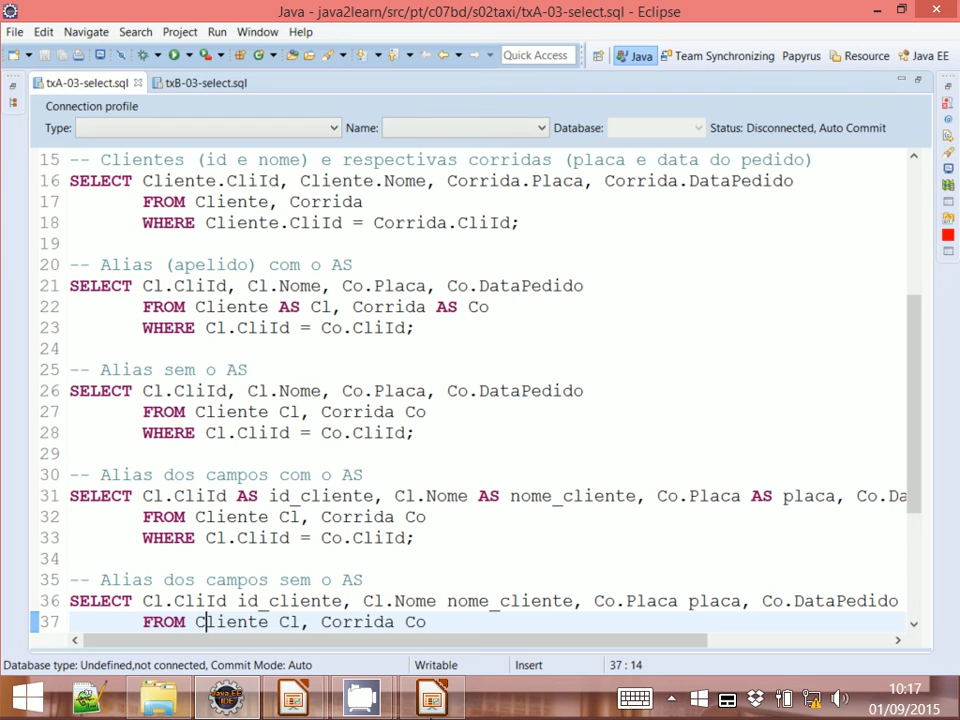 Java - java2learn/src/pt/c07bd/s02taxi/txA-03-select.sql - Eclipse
File Edit Navigate Search Project Run Window Help
Quick Access Java Team Synchronizing Papyrus Resource Java EE
txA-03-select.sql txB-03-select.sql
Connection profile
Type: Name: Database: Status: Disconnected, Auto Commit
15 -- Clientes (id e nome) e respectivas corridas (placa e data do pedido)
16 SELECT Cliente.CliId, Cliente.Nome, Corrida.Placa, Corrida.DataPedido
17 FROM Cliente, Corrida
18 WHERE Cliente.CliId = Corrida.CliId;
19
20 -- Alias (apelido) com o AS
21 SELECT Cl.CliId, Cl.Nome, Co.Placa, Co.DataPedido
22 FROM Cliente AS Cl, Corrida AS Co
23 WHERE Cl.CliId = Co.CliId;
24
25 -- Alias sem o AS
26 SELECT Cl.CliId, Cl.Nome, Co.Placa, Co.DataPedido
27 FROM Cliente Cl, Corrida Co
28 WHERE Cl.CliId = Co.CliId;
29
30 -- Alias dos campos com o AS
31 SELECT Cl.CliId AS id_cliente, Cl.Nome AS nome_cliente, Co.Placa AS placa, Co.Da
32 FROM Cliente Cl, Corrida Co
33 WHERE Cl.CliId = Co.CliId;
34
35 -- Alias dos campos sem o AS
36 SELECT Cl.CliId id_cliente, Cl.Nome nome_cliente, Co.Placa placa, Co.DataPedido
37 FROM Cliente Cl, Corrida Co
Database type: Undefined,not connected, Commit Mode: Auto Writable Insert 37 : 14
Java EE
IDE
10:17
01/09/2015